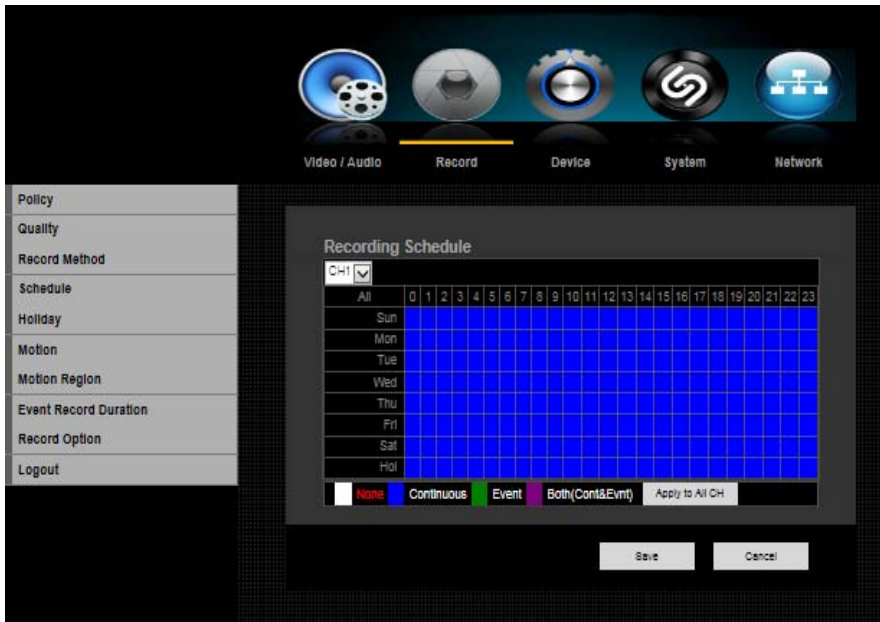 Video / Audio Record Device System Network
Policy
Quality
Record Method
Schedule
Holiday
Motion
Motion Region
Event Record Duration
Record Option
Logout
Recording Schedule
CH1
All 0 1 2 3 4 5 6 7 8 9 10 11 12 13 14 15 16 17 18 19 20 21 22 23
Sun
Mon
Tue
Wed
Thu
Fri
Sat
Hol
None Continuous Event Both(Cont&Evnt) Apply to All CH
Save Cancel